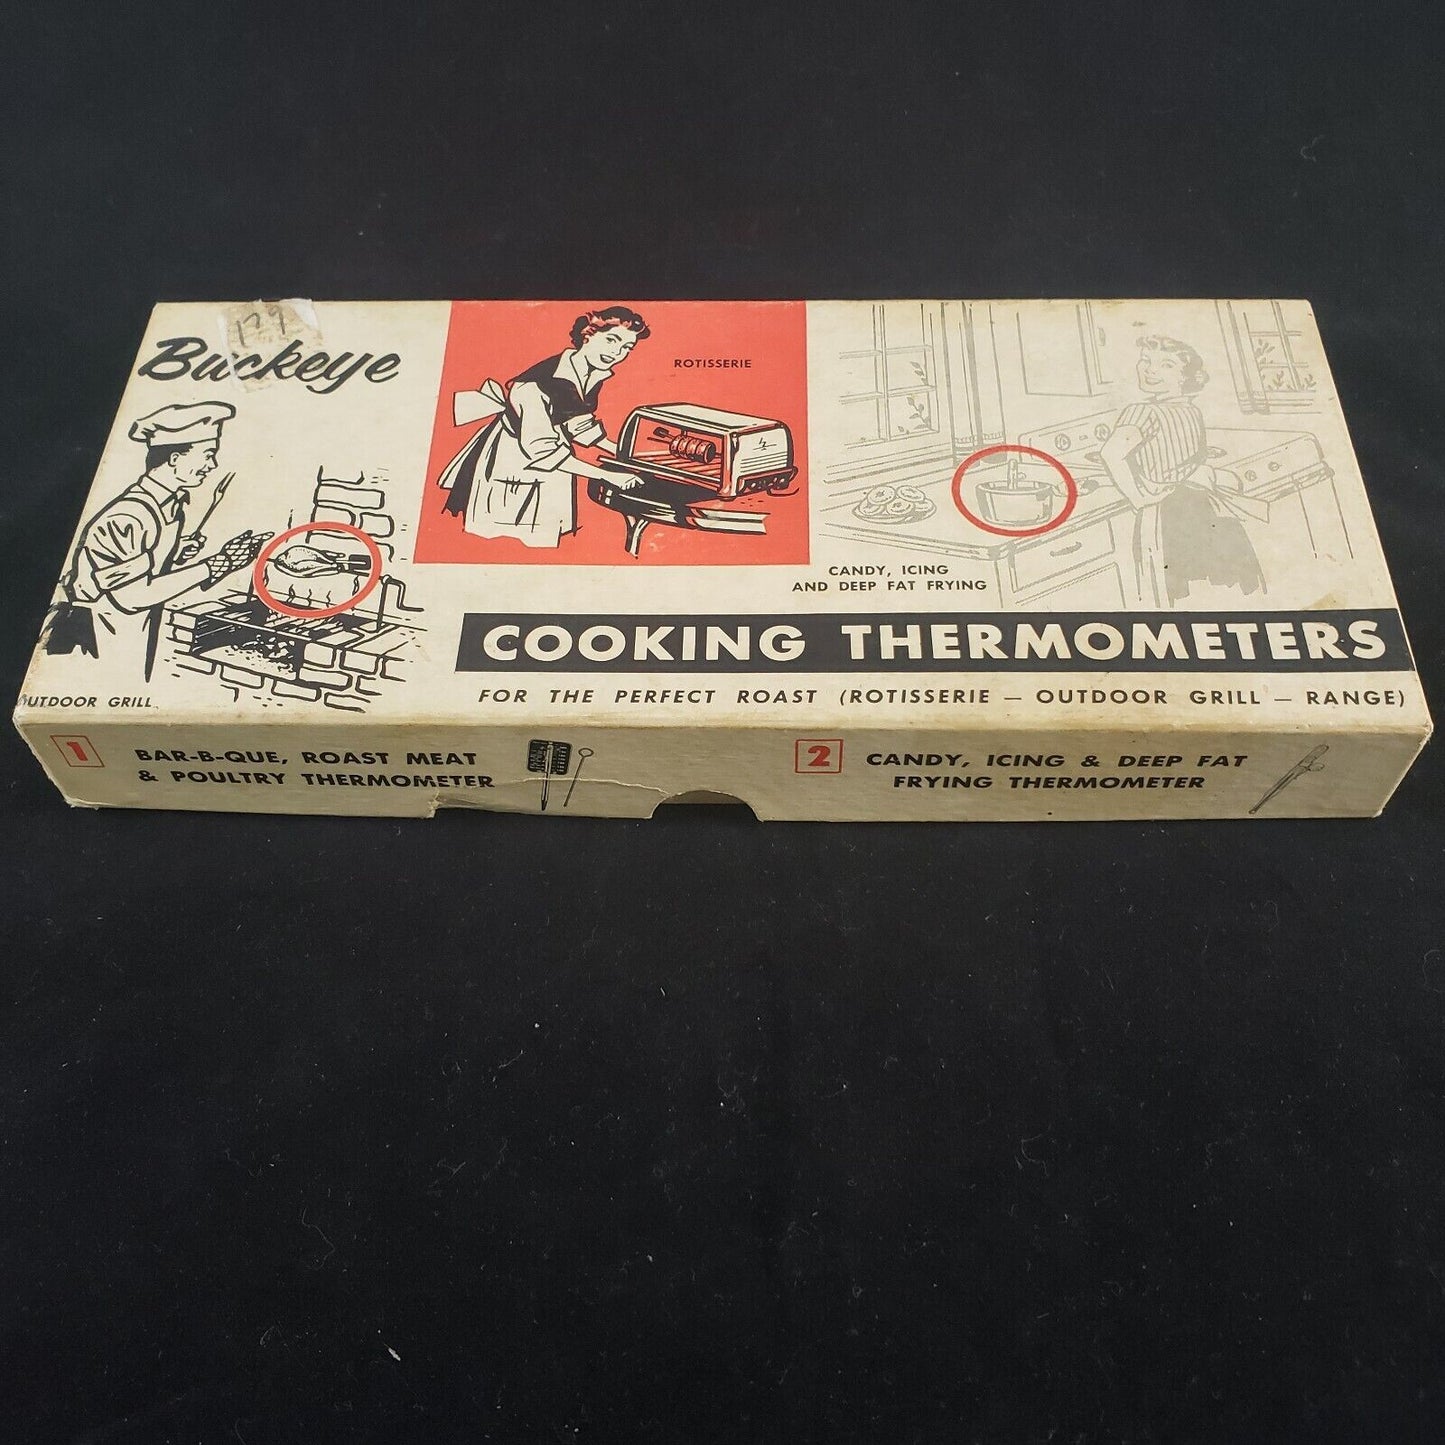 179
Buckeye
ROTISSERIE
CANDY, ICING
AND DEEP FAT FRYING
COOKING THERMOMETERS
FOR THE PERFECT ROAST (ROTISSERIE — OUTDOOR GRILL — RANGE)
OUTDOOR GRILL
1 BAR-B-QUE, ROAST MEAT
& POULTRY THERMOMETER
2 CANDY, ICING & DEEP FAT
FRYING THERMOMETER